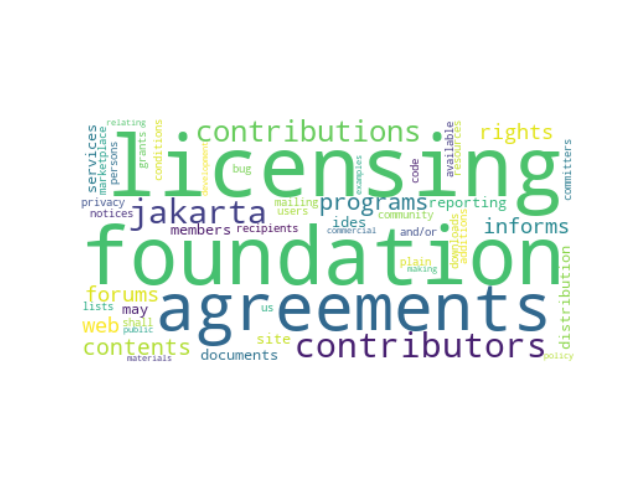 relating
licensing
contributions
rights
services
marketplace
persons
grants
conditions
development
bug
examples
code
available
resources
committers
privacy
notices
jakarta
mailing
users
programs
reporting
ides
community
informs
members
recipients
commercial
and/or
downloads
additions
foundation
plain
making
distribution
forums
agreements
lists
may
us
web
shall
public
site
contributors
contents
documents
materials
policy